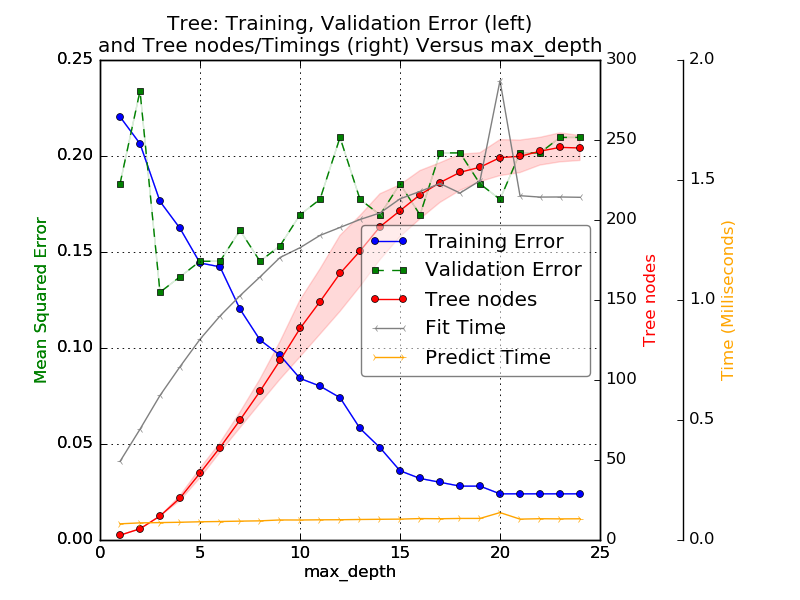 Tree: Training, Validation Error (left)
and Tree nodes/Timings (right) Versus max_depth
0.25
0.20
0.15
0.10
0.05
0.00
Mean Squared Error
0
5
10
15
20
25
max_depth
300
250
200
150
100
50
0
Tree nodes
2.0
1.5
1.0
0.5
0.0
Time (Milliseconds)
Training Error
Validation Error
Tree nodes
Fit Time
Predict Time